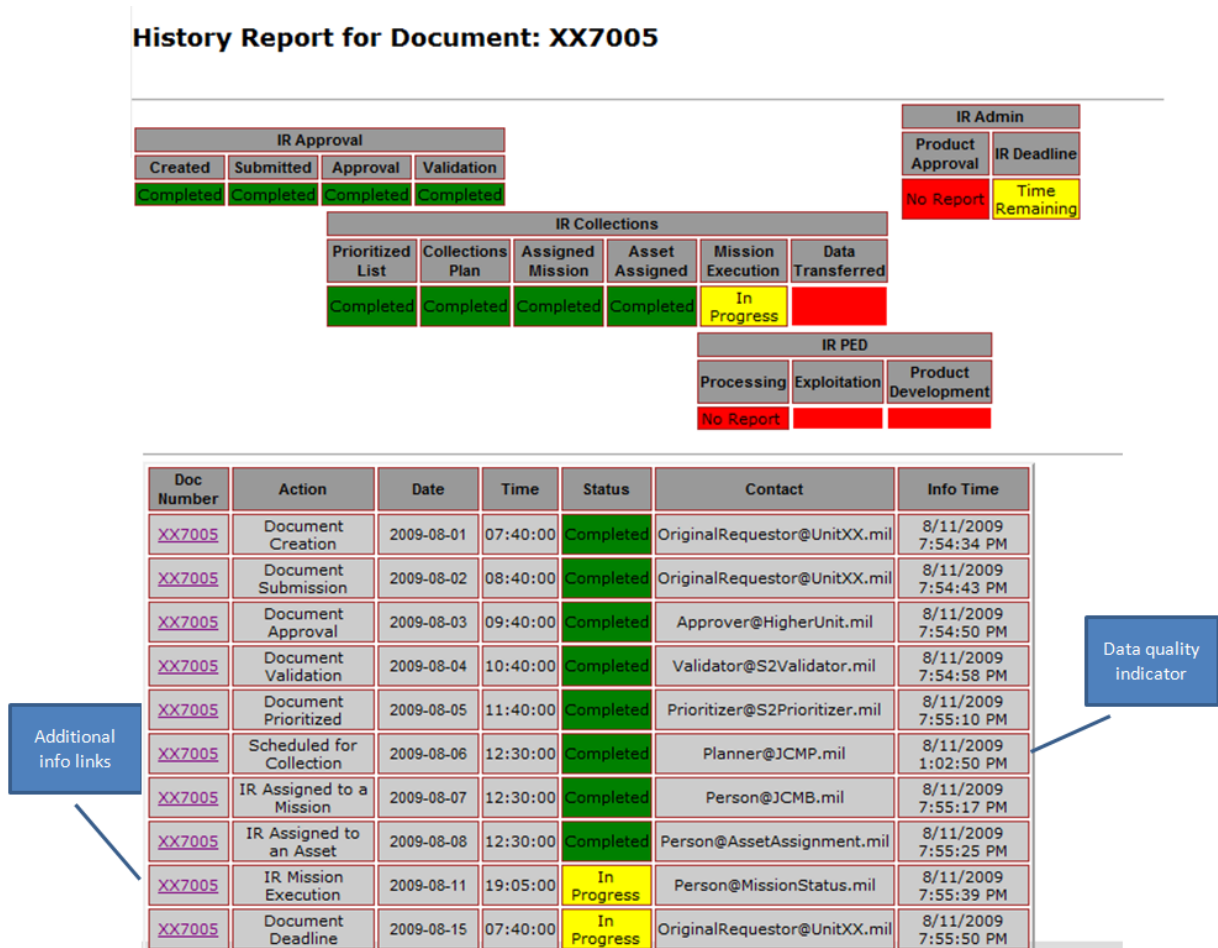 History Report for Document: XX7005
IR Approval
Created Submitted Approval Validation
Completed Completed Completed Completed
IR Admin
Product
Approval
IR Deadline
No Report
Time
Remaining
IR Collections
Prioritized
List
Collections
Plan
Assigned
Mission
Asset
Assigned
Mission
Execution
Data
Transferred
Completed Completed Completed Completed
In
Progress
IR PED
Processing Exploitation
Product
Development
No Report
Doc
Number
Action Date Time Status Contact Info Time
XX7005
Document
Creation
2009-08-01 07:40:00 Completed OriginalRequestor@UnitXX.mil
8/11/2009
7:54:34 PM
XX7005
Document
Submission
2009-08-02 08:40:00 Completed OriginalRequestor@UnitXX.mil
8/11/2009
7:54:43 PM
XX7005
Document
Approval
2009-08-03 09:40:00 Completed Approver@HigherUnit.mil
8/11/2009
7:54:50 PM
XX7005
Document
Validation
2009-08-04 10:40:00 Completed Validator@S2Validator.mil
8/11/2009
7:54:58 PM
XX7005
Document
Prioritized
2009-08-05 11:40:00 Completed Prioritizer@S2Prioritizer.mil
8/11/2009
7:55:10 PM
XX7005
Scheduled for
Collection
2009-08-06 12:30:00 Completed Planner@JCMP.mil
8/11/2009
1:02:50 PM
XX7005
IR Assigned to a
Mission
2009-08-07 12:30:00 Completed Person@JCMB.mil
8/11/2009
7:55:17 PM
XX7005
IR Assigned to
an Asset
2009-08-08 12:30:00 Completed Person@AssetAssignment.mil
8/11/2009
7:55:25 PM
XX7005
IR Mission
Execution
2009-08-11 19:05:00
In
Progress
Person@MissionStatus.mil
8/11/2009
7:55:39 PM
XX7005
Document
Deadline
2009-08-15 07:40:00
In
Progress
OriginalRequestor@UnitXX.mil
8/11/2009
7:55:50 PM
Additional
info links
Data quality
indicator